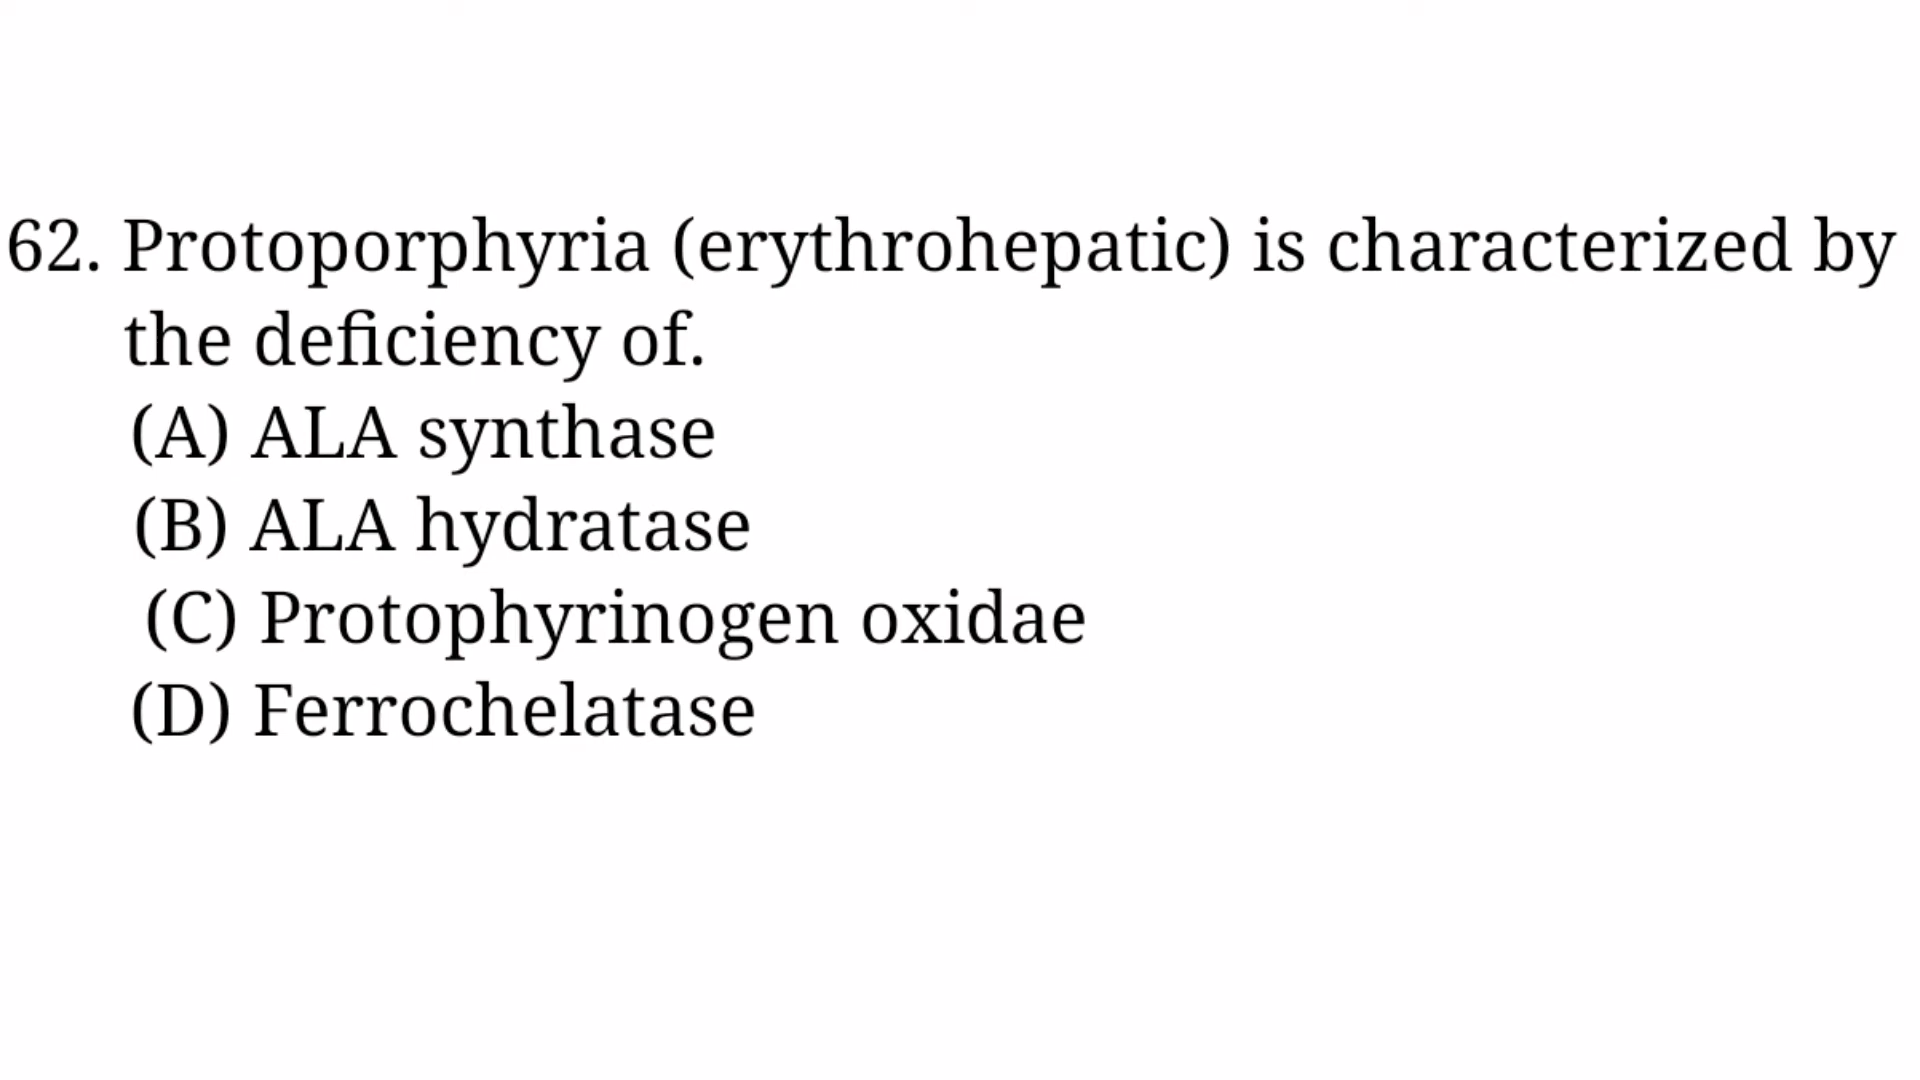 62. Protoporphyria (erythrohepatic) is characterized by
the deficiency of.
(A) ALA synthase
(B) ALA hydratase
(C) Protophyrinogen oxidae
(D) Ferrochelatase